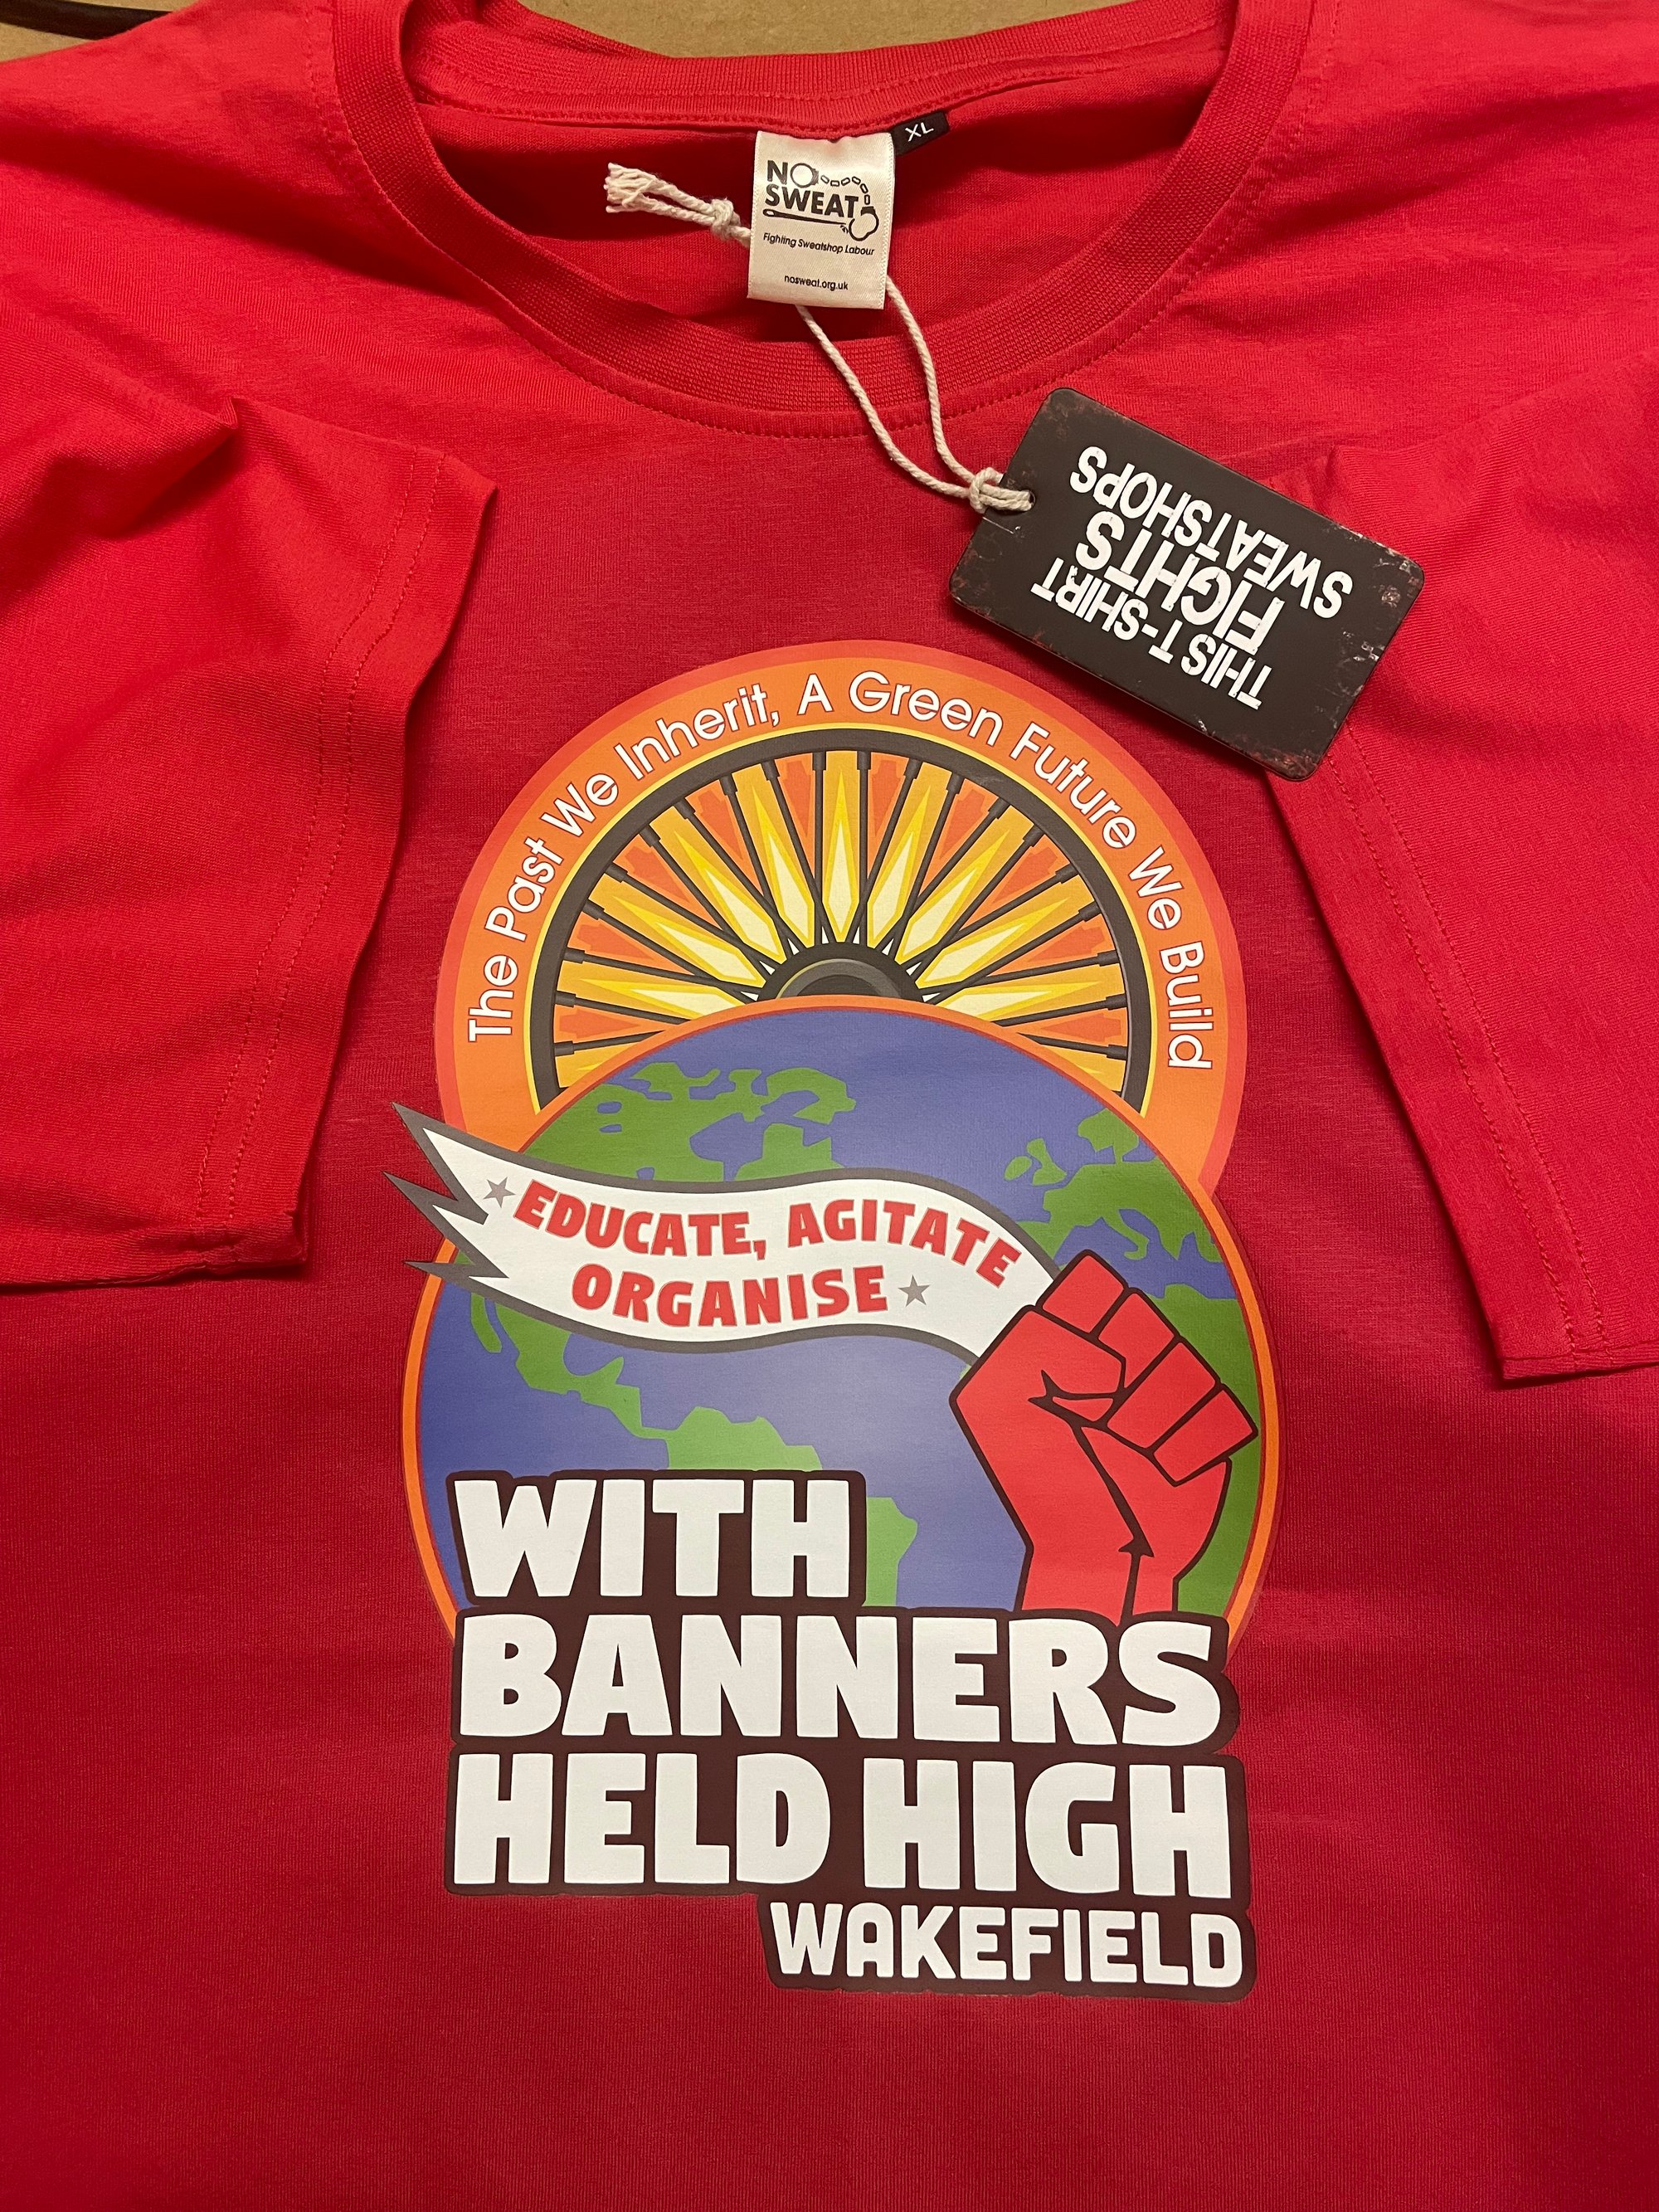 XL
NO
SWEAT
Fighting Sweatshop Labour
nosweat.org.uk
THIS T-SHIRT
FIGHTS
SWEATSHOPS
The Past We Inherit, A Green Future We Build
EDUCATE, AGITATE
ORGANISE
WITH
BANNERS
HELD HIGH
WAKEFIELD